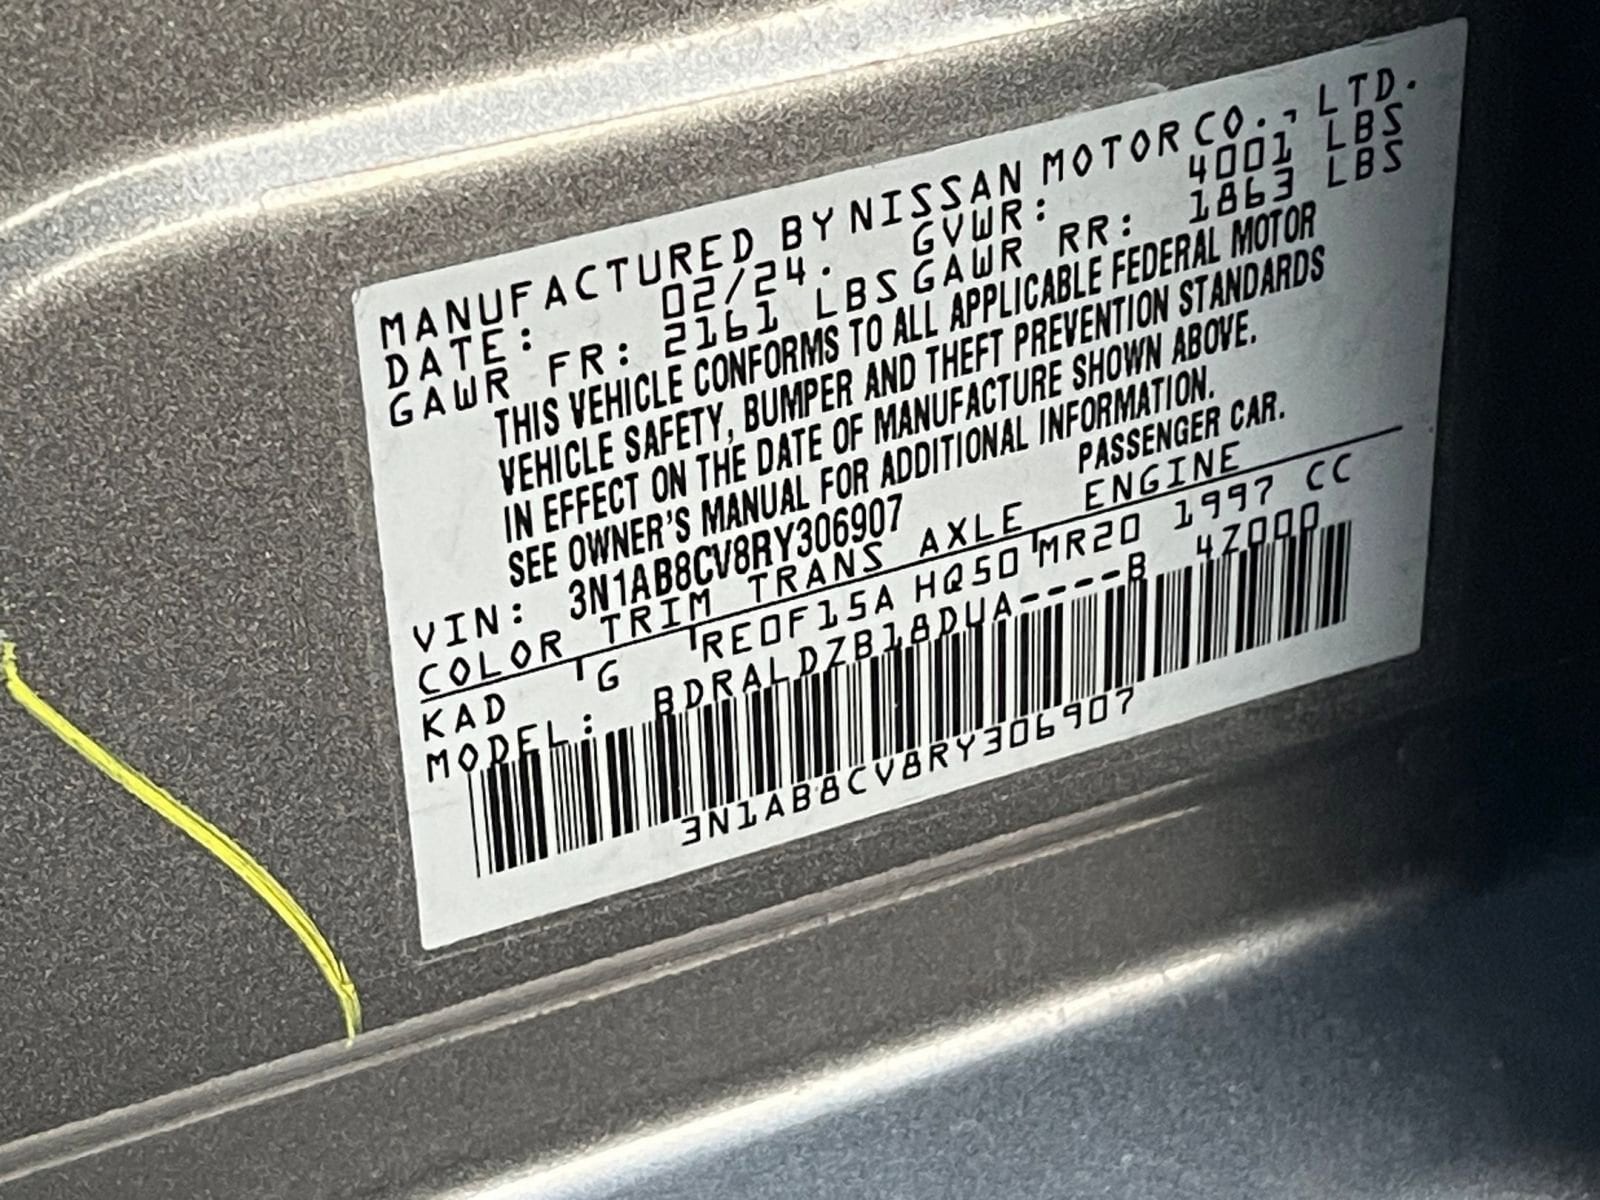 MANUFACTURED BY NISSAN MOTOR CO., LTD.
DATE: 02/24. GVWR: 4001 LBS
GAWR FR: 2161 LBS GAWR RR: 1863 LBS
THIS VEHICLE CONFORMS TO ALL APPLICABLE FEDERAL MOTOR
VEHICLE SAFETY, BUMPER AND THEFT PREVENTION STANDARDS
IN EFFECT ON THE DATE OF MANUFACTURE SHOWN ABOVE.
SEE OWNER'S MANUAL FOR ADDITIONAL INFORMATION.
VIN: 3N1AB8CV8RY306907 PASSENGER CAR.
COLOR TRIM TRANS AXLE ENGINE
KAD G RE0F15A HQ50 MR20 1997 CC
MODEL: BDRALDZB18DUA----B 4Z000
3N1AB8CV8RY306907